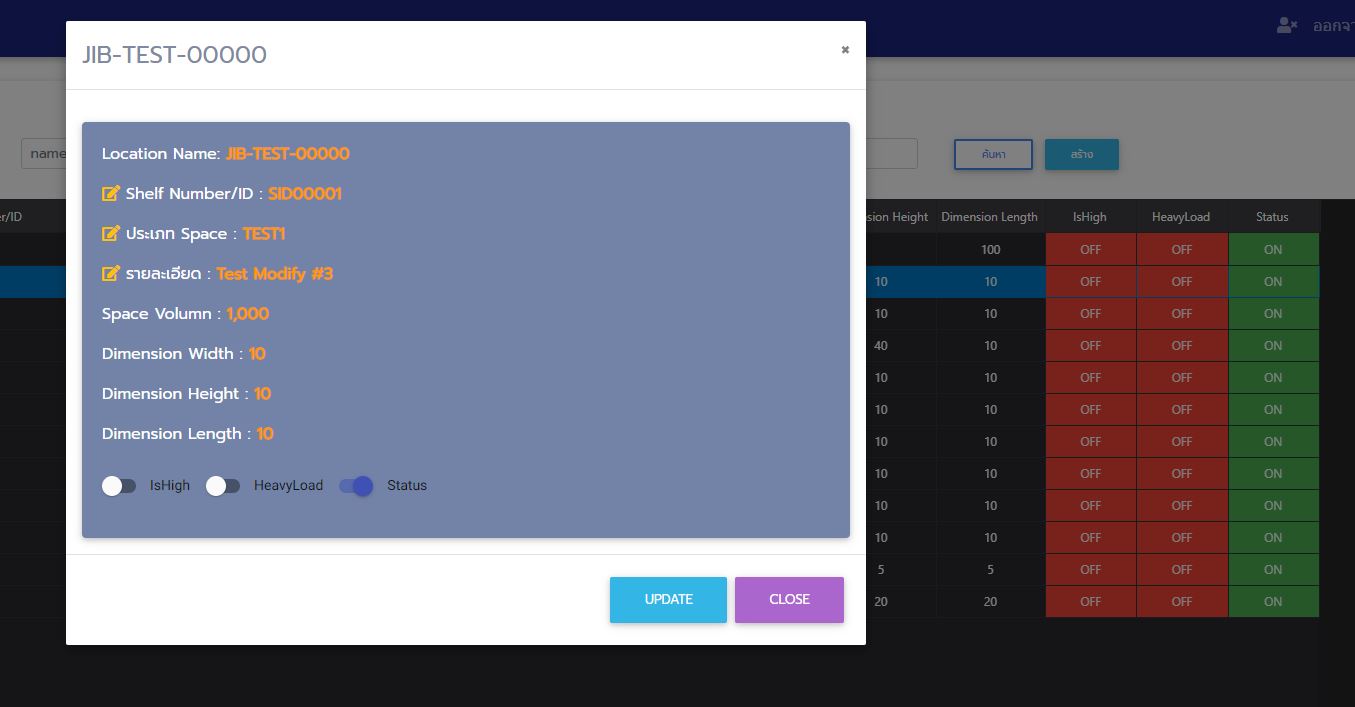 ออกจา
JIB-TEST-00000
×
name
ค้นหา
สร้าง
Location Name: JIB-TEST-00000
Shelf Number/ID : SID00001
ประเภท Space : TEST1
รายละเอียด : Test Modify #3
Space Volumn : 1,000
Dimension Width : 10
Dimension Height : 10
Dimension Length : 10
IsHigh HeavyLoad Status
UPDATE CLOSE
er/ID sion Height Dimension Length IsHigh HeavyLoad Status
100 OFF OFF ON
10 10 OFF OFF ON
10 10 OFF OFF ON
40 10 OFF OFF ON
10 10 OFF OFF ON
10 10 OFF OFF ON
10 10 OFF OFF ON
10 10 OFF OFF ON
10 10 OFF OFF ON
10 10 OFF OFF ON
5 5 OFF OFF ON
20 20 OFF OFF ON